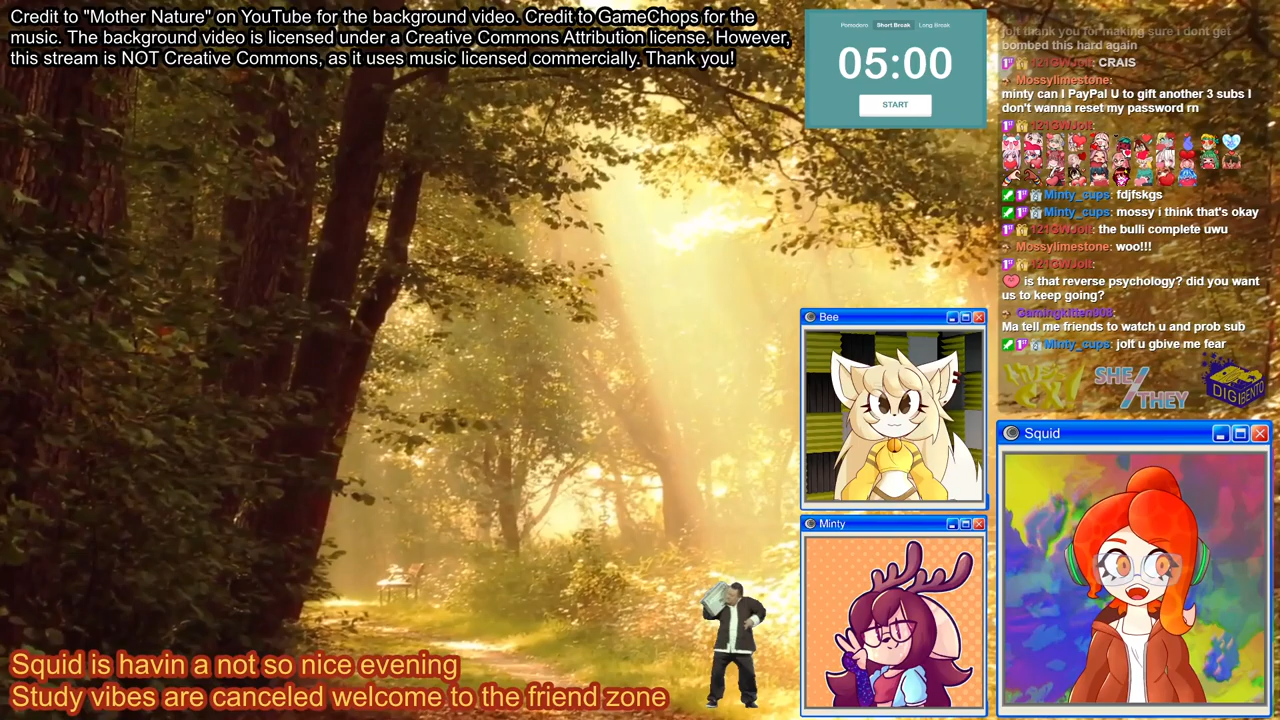 Credit to "Mother Nature" on YouTube for the background video. Credit to GameChops for the
music. The background video is licensed under a Creative Commons Attribution license. However,
this stream is NOT Creative Commons, as it uses music licensed commercially. Thank you!
Pomodoro Short Break Long Break
05:00
START
jolt thank you for making sure i dont get
bombed this hard again
121GWJolt: CRAIS
Mossylimestone:
minty can I PayPal U to gift another 3 subs I
don't wanna reset my password rn
121GWJolt:
Minty_cups: fdjfskgs
Minty_cups: mossy i think that's okay
121GWJolt: the bulli complete uwu
Mossylimestone: woo!!!
121GWJolt:
is that reverse psychology? did you want
us to keep going?
Gamingkitten908:
Ma tell me friends to watch u and prob sub
Minty_cups: jolt u gbive me fear
SHE/THEY
DIGIBENTO
Bee
Squid
Minty
Squid is havin a not so nice evening
Study vibes are canceled welcome to the friend zone